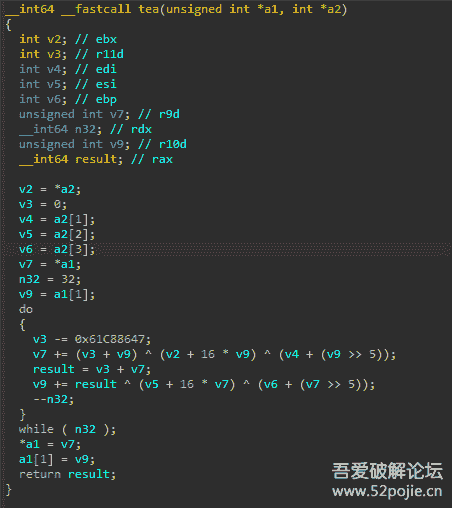 __int64 __fastcall tea(unsigned int *a1, int *a2)
{
  int v2; // ebx
  int v3; // r11d
  int v4; // edi
  int v5; // esi
  int v6; // ebp
  unsigned int v7; // r9d
  __int64 n32; // rdx
  unsigned int v9; // r10d
  __int64 result; // rax

  v2 = *a2;
  v3 = 0;
  v4 = a2[1];
  v5 = a2[2];
  v6 = a2[3];
  v7 = *a1;
  n32 = 32;
  v9 = a1[1];
  do
  {
    v3 -= 0x61C88647;
    v7 += (v3 + v9) ^ (v2 + 16 * v9) ^ (v4 + (v9 >> 5));
    result = v3 + v7;
    v9 += result ^ (v5 + 16 * v7) ^ (v6 + (v7 >> 5));
    --n32;
  }
  while ( n32 );
  *a1 = v7;
  a1[1] = v9;
  return result;
}
吾爱破解论坛
www.52pojie.cn